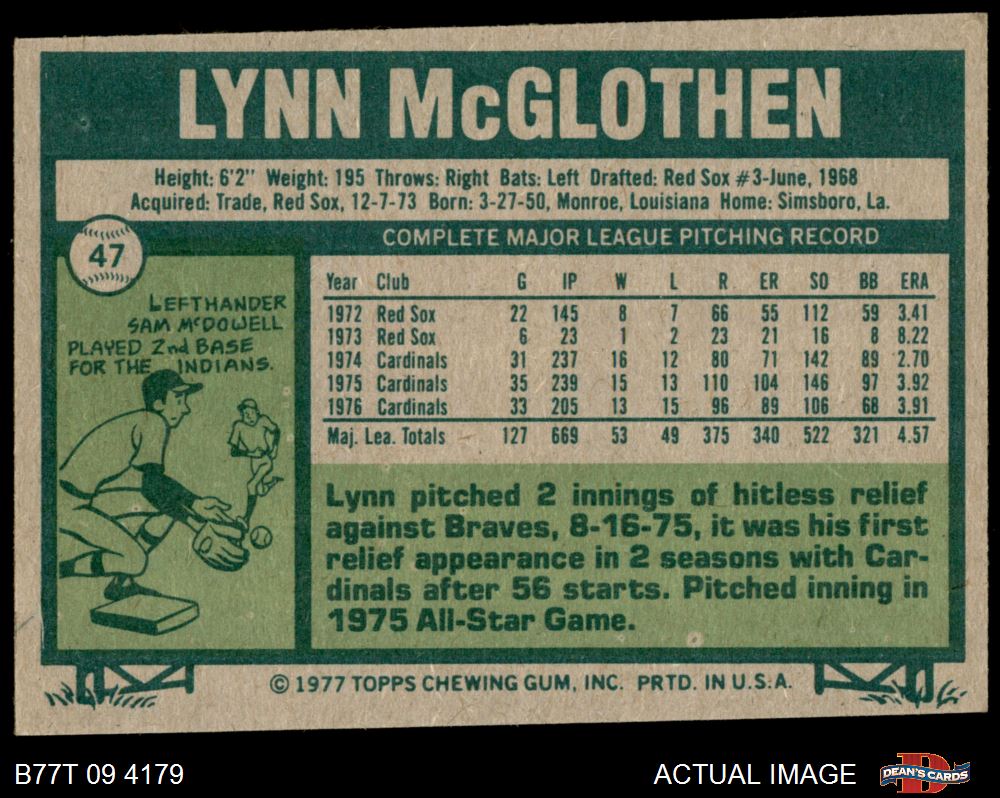 LYNN McGLOTHEN
Height: 6'2" Weight: 195 Throws: Right Bats: Left Drafted: Red Sox #3-June, 1968
Acquired: Trade, Red Sox, 12-7-73 Born: 3-27-50, Monroe, Louisiana Home: Simsboro, La.
47
COMPLETE MAJOR LEAGUE PITCHING RECORD
LEFTHANDER
SAM McDOWELL
PLAYED 2nd BASE
FOR THE INDIANS.
Year Club G IP W L R ER SO BB ERA
1972 Red Sox 22 145 8 7 66 55 112 59 3.41
1973 Red Sox 6 23 1 2 23 21 16 8 8.22
1974 Cardinals 31 237 16 12 80 71 142 89 2.70
1975 Cardinals 35 239 15 13 110 104 146 97 3.92
1976 Cardinals 33 205 13 15 96 89 106 68 3.91
Maj. Lea. Totals 127 669 53 49 375 340 522 321 4.57
Lynn pitched 2 innings of hitless relief
against Braves, 8-16-75, it was his first
relief appearance in 2 seasons with Car-
dinals after 56 starts. Pitched inning in
1975 All-Star Game.
© 1977 TOPPS CHEWING GUM, INC. PRTD. IN U.S.A.
B77T 09 4179
ACTUAL IMAGE
DEAN'S CARDS